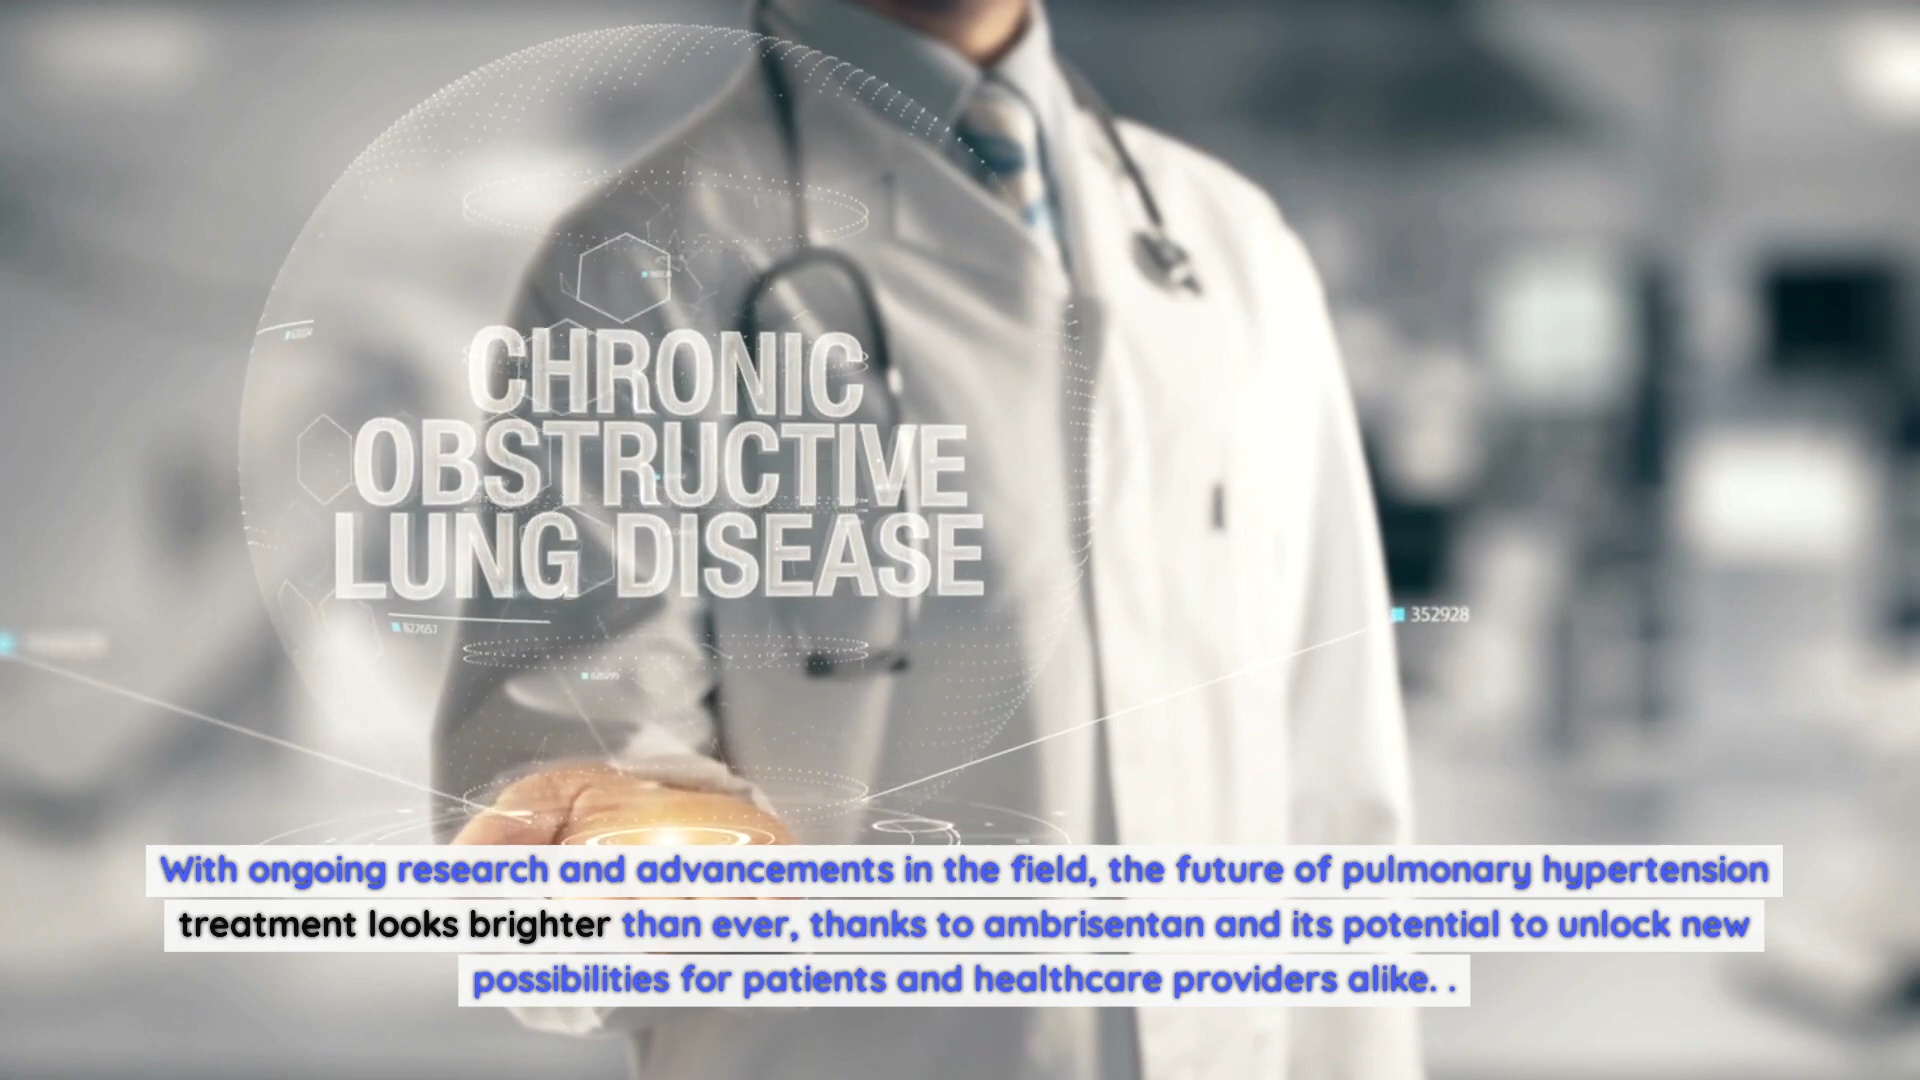 CHRONIC
OBSTRUCTIVE
LUNG DISEASE
827657
352928
With ongoing research and advancements in the field, the future of pulmonary hypertension
treatment looks brighter than ever, thanks to ambrisentan and its potential to unlock new
possibilities for patients and healthcare providers alike. .